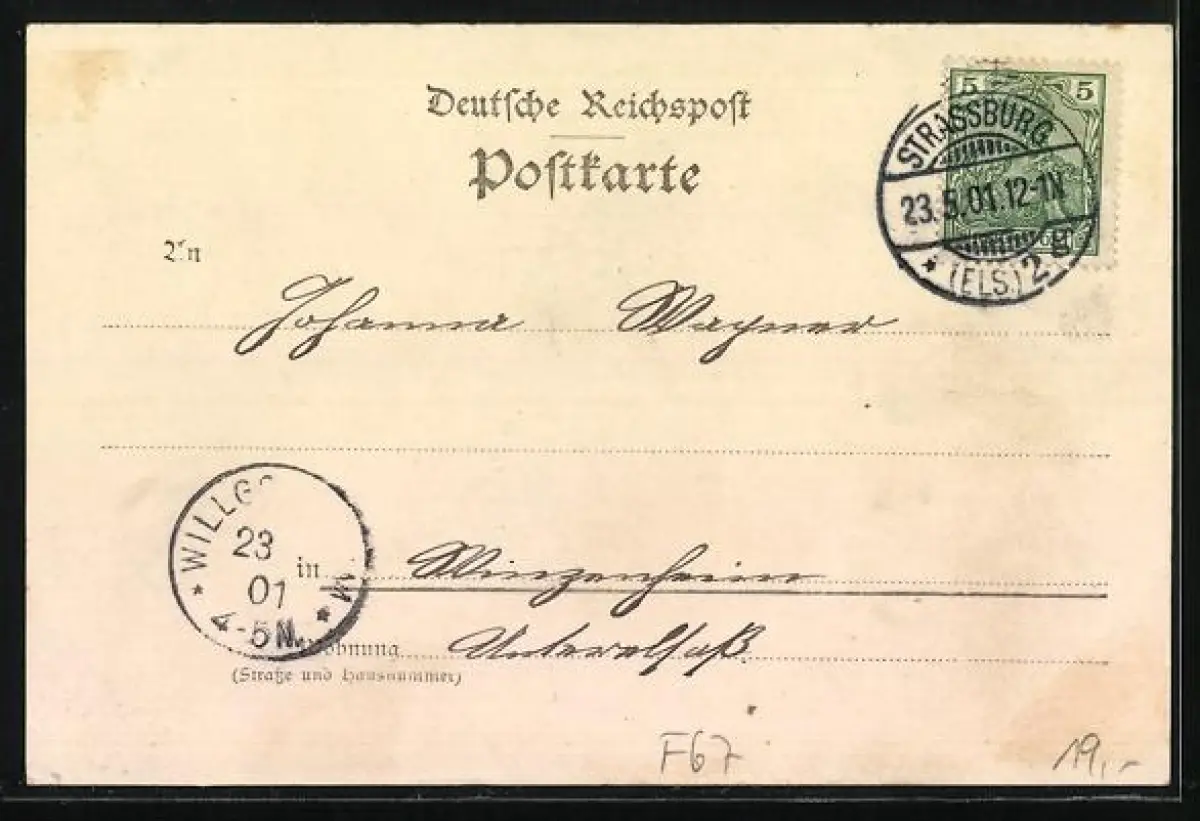 Deutsche Reichspost
Postkarte
5 5
STRASSBURG
23.5.01.12-1N
* (ELS) 2 g
An
Johanna Wagner
* WILLG M *
23
01
4-5N.
in Winzenheim
Wohnung Unterelsaß
(Straße und Hausnummer)
F67
19,-